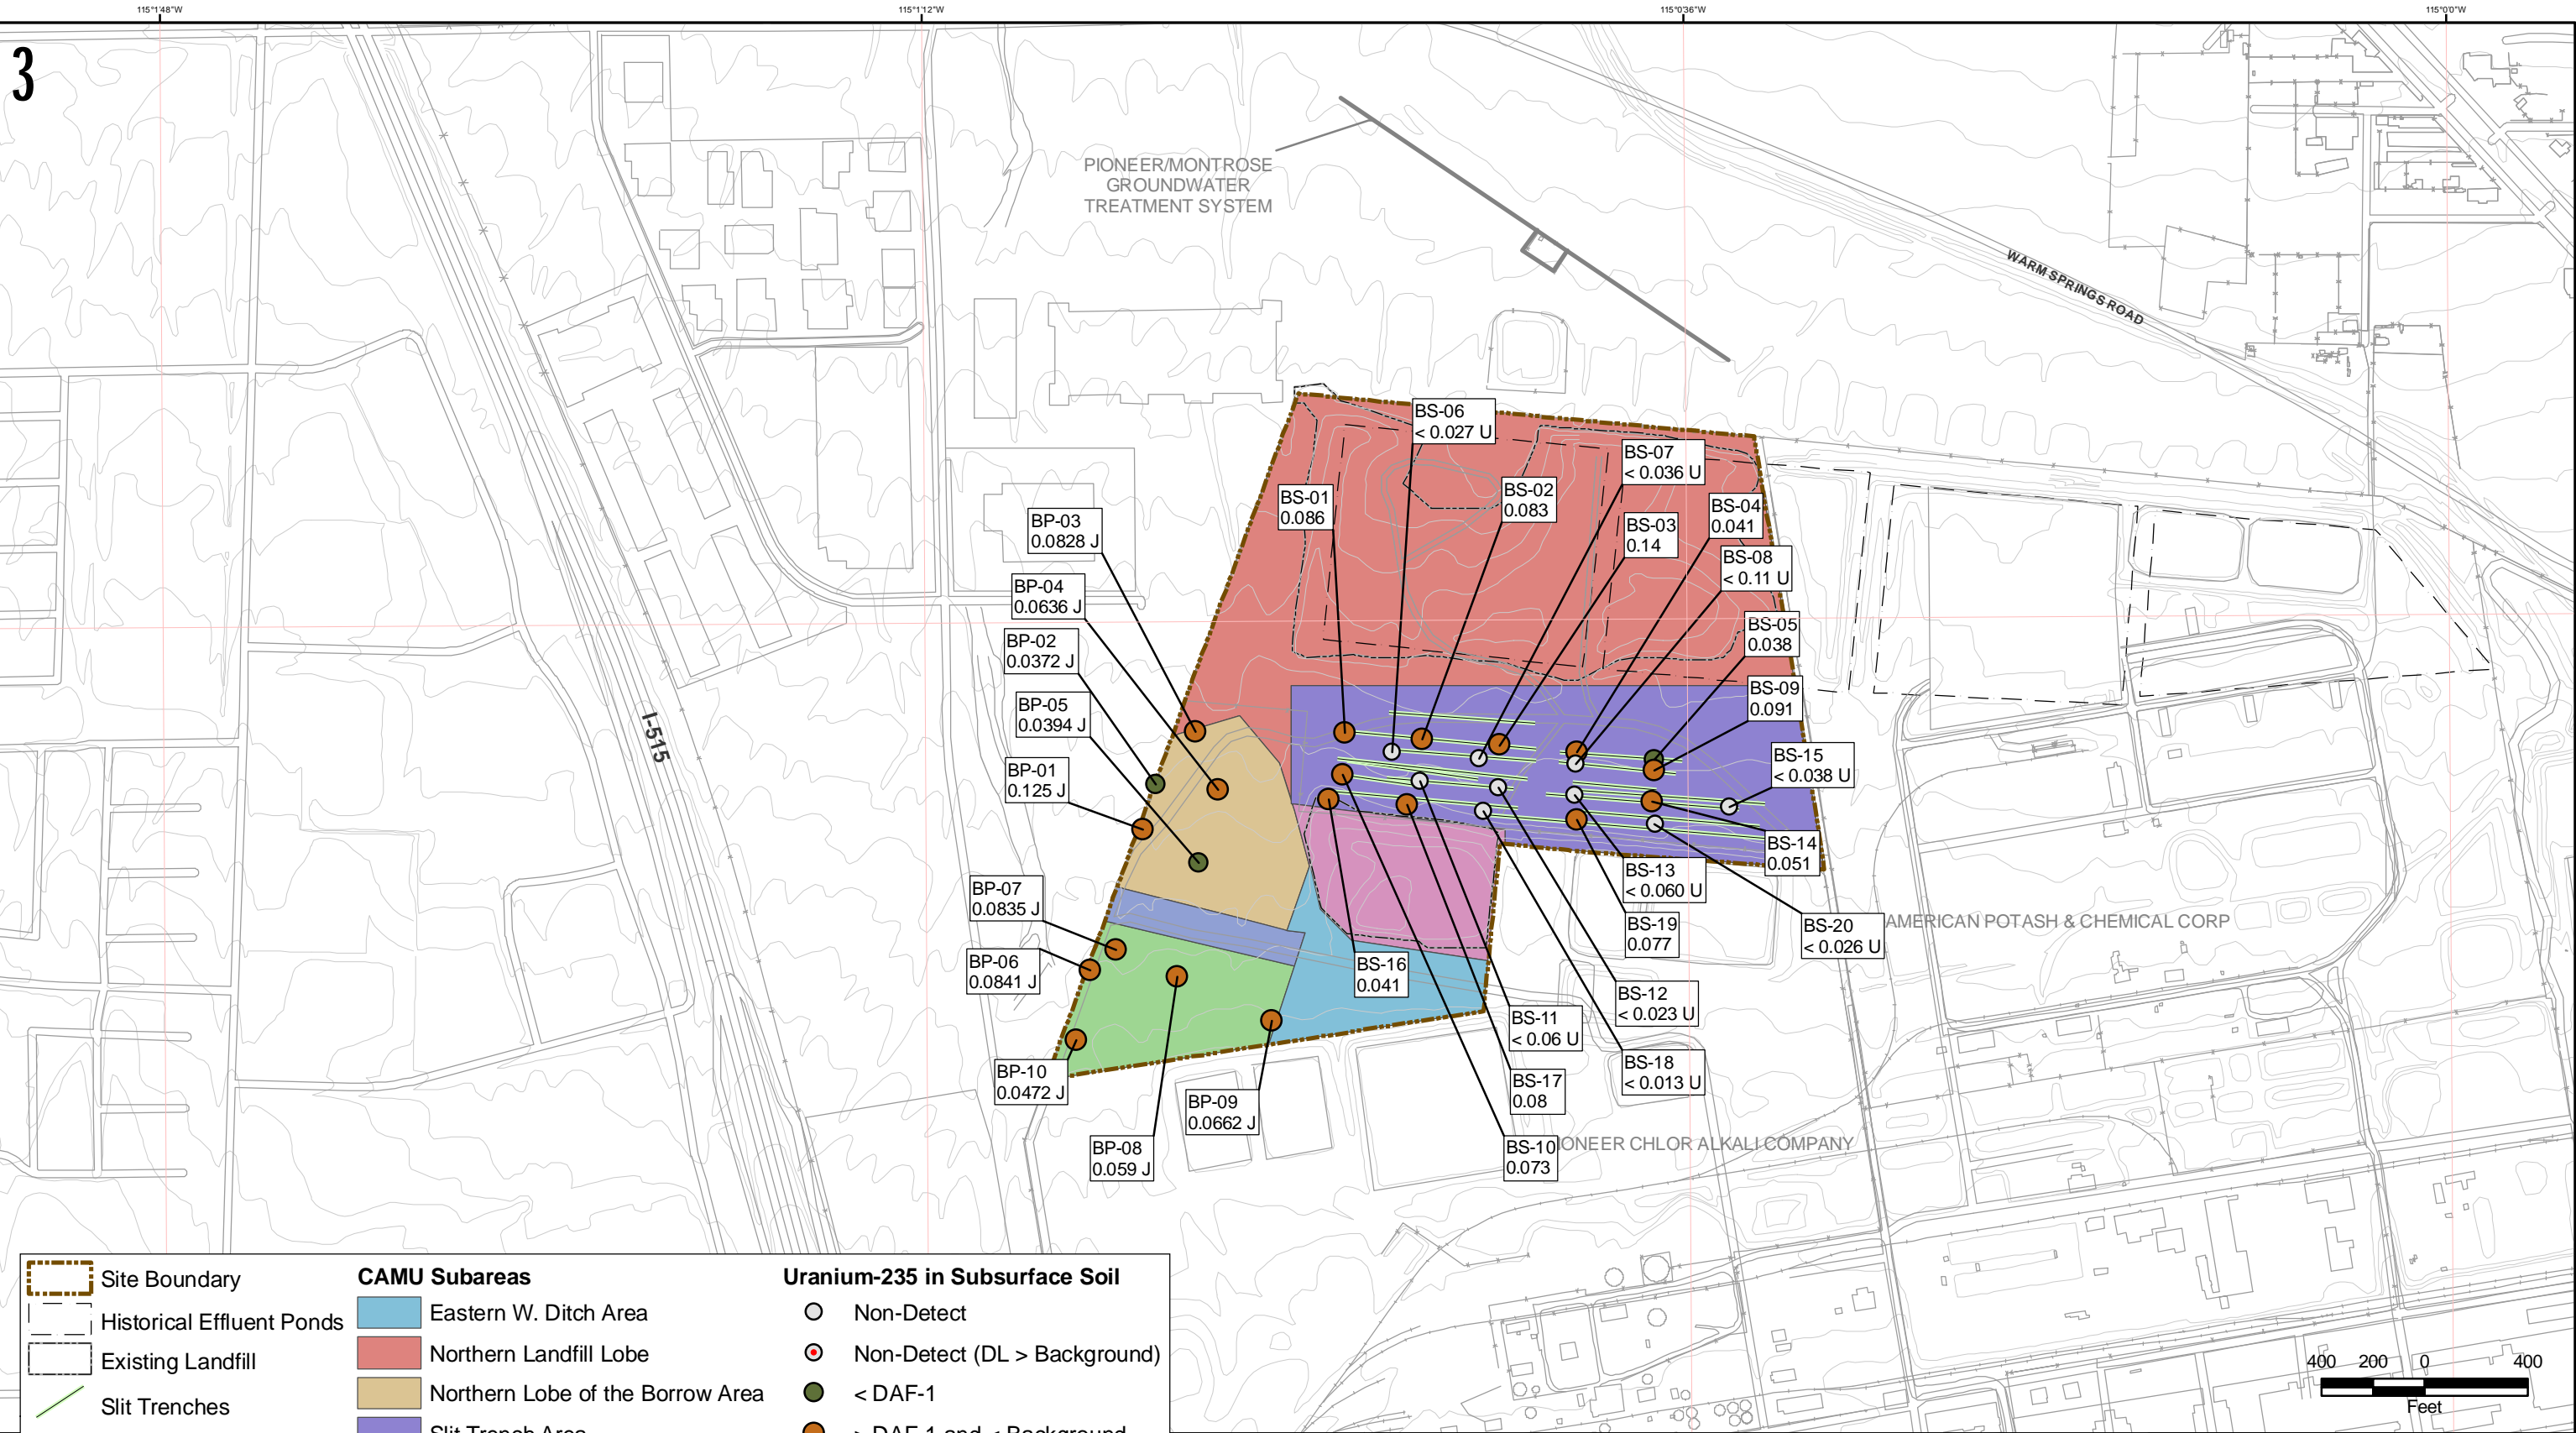 115°1'48"W
115°1'12"W
115°0'36"W
115°0'0"W
3
PIONEER/MONTROSE
GROUNDWATER
TREATMENT SYSTEM
WARM SPRINGS ROAD
I-515
BS-06
< 0.027 U
BS-07
< 0.036 U
BS-01
0.086
BS-02
0.083
BS-04
0.041
BS-03
0.14
BP-03
0.0828 J
BS-08
< 0.11 U
BP-04
0.0636 J
BS-05
0.038
BP-02
0.0372 J
BS-09
0.091
BP-05
0.0394 J
BS-15
< 0.038 U
BP-01
0.125 J
BS-14
0.051
BS-13
< 0.060 U
BP-07
0.0835 J
BS-19
0.077
BS-20
< 0.026 U
AMERICAN POTASH & CHEMICAL CORP
BP-06
0.0841 J
BS-16
0.041
BS-12
< 0.023 U
BS-11
< 0.06 U
BS-18
< 0.013 U
BP-10
0.0472 J
BS-17
0.08
BP-09
0.0662 J
BP-08
0.059 J
BS-10
0.073
IONEER CHLOR ALKALI COMPANY
Site Boundary
Historical Effluent Ponds
Existing Landfill
Slit Trenches
CAMU Subareas
Eastern W. Ditch Area
Northern Landfill Lobe
Northern Lobe of the Borrow Area
Slit Trench Area
Uranium-235 in Subsurface Soil
Non-Detect
Non-Detect (DL > Background)
< DAF-1
> DAF-1 and < Background
400 200 0 400
Feet